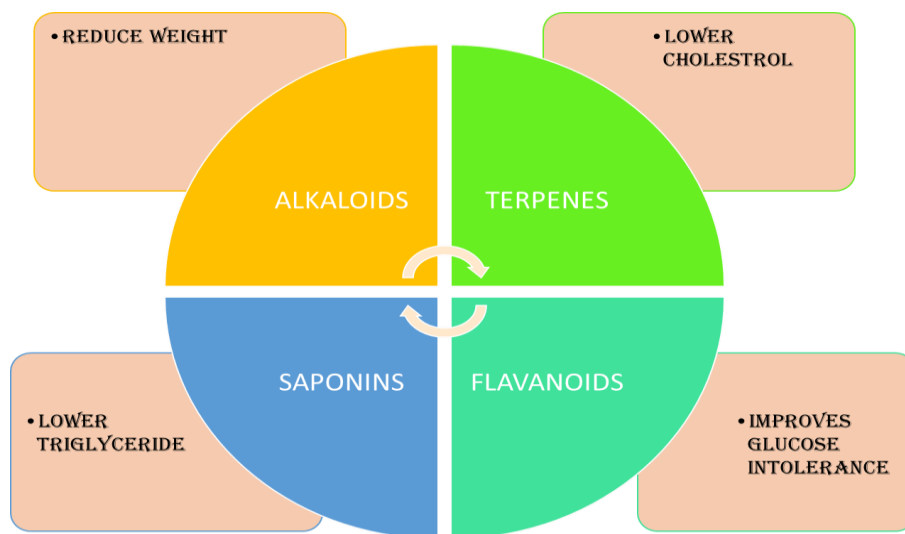 • REDUCE WEIGHT
• LOWER
CHOLESTROL
ALKALOIDS
TERPENES
SAPONINS
FLAVANOIDS
• LOWER
TRIGLYCERIDE
• IMPROVES
GLUCOSE
INTOLERANCE